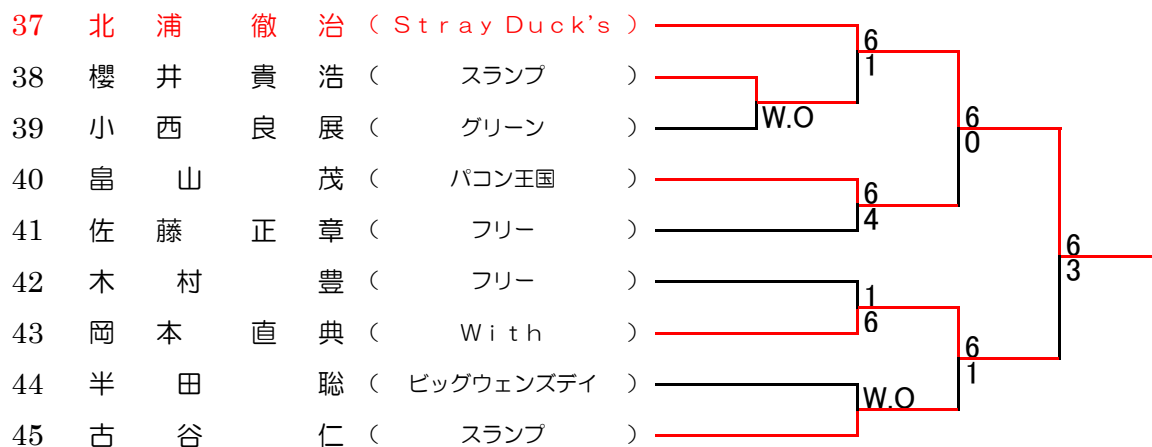 37 北浦 徹治 (Stray Duck's)
38 櫻井 貴浩 (スランプ)
39 小西 良展 (グリーン)
40 畠山 茂 (パコン王国)
41 佐藤 正章 (フリー)
42 木村 豊 (フリー)
43 岡本 直典 (With)
44 半田 聡 (ビッグウェンズデイ)
45 古谷 仁 (スランプ)
6
1
W.O
6
4
1
6
W.O
6
0
6
1
6
3